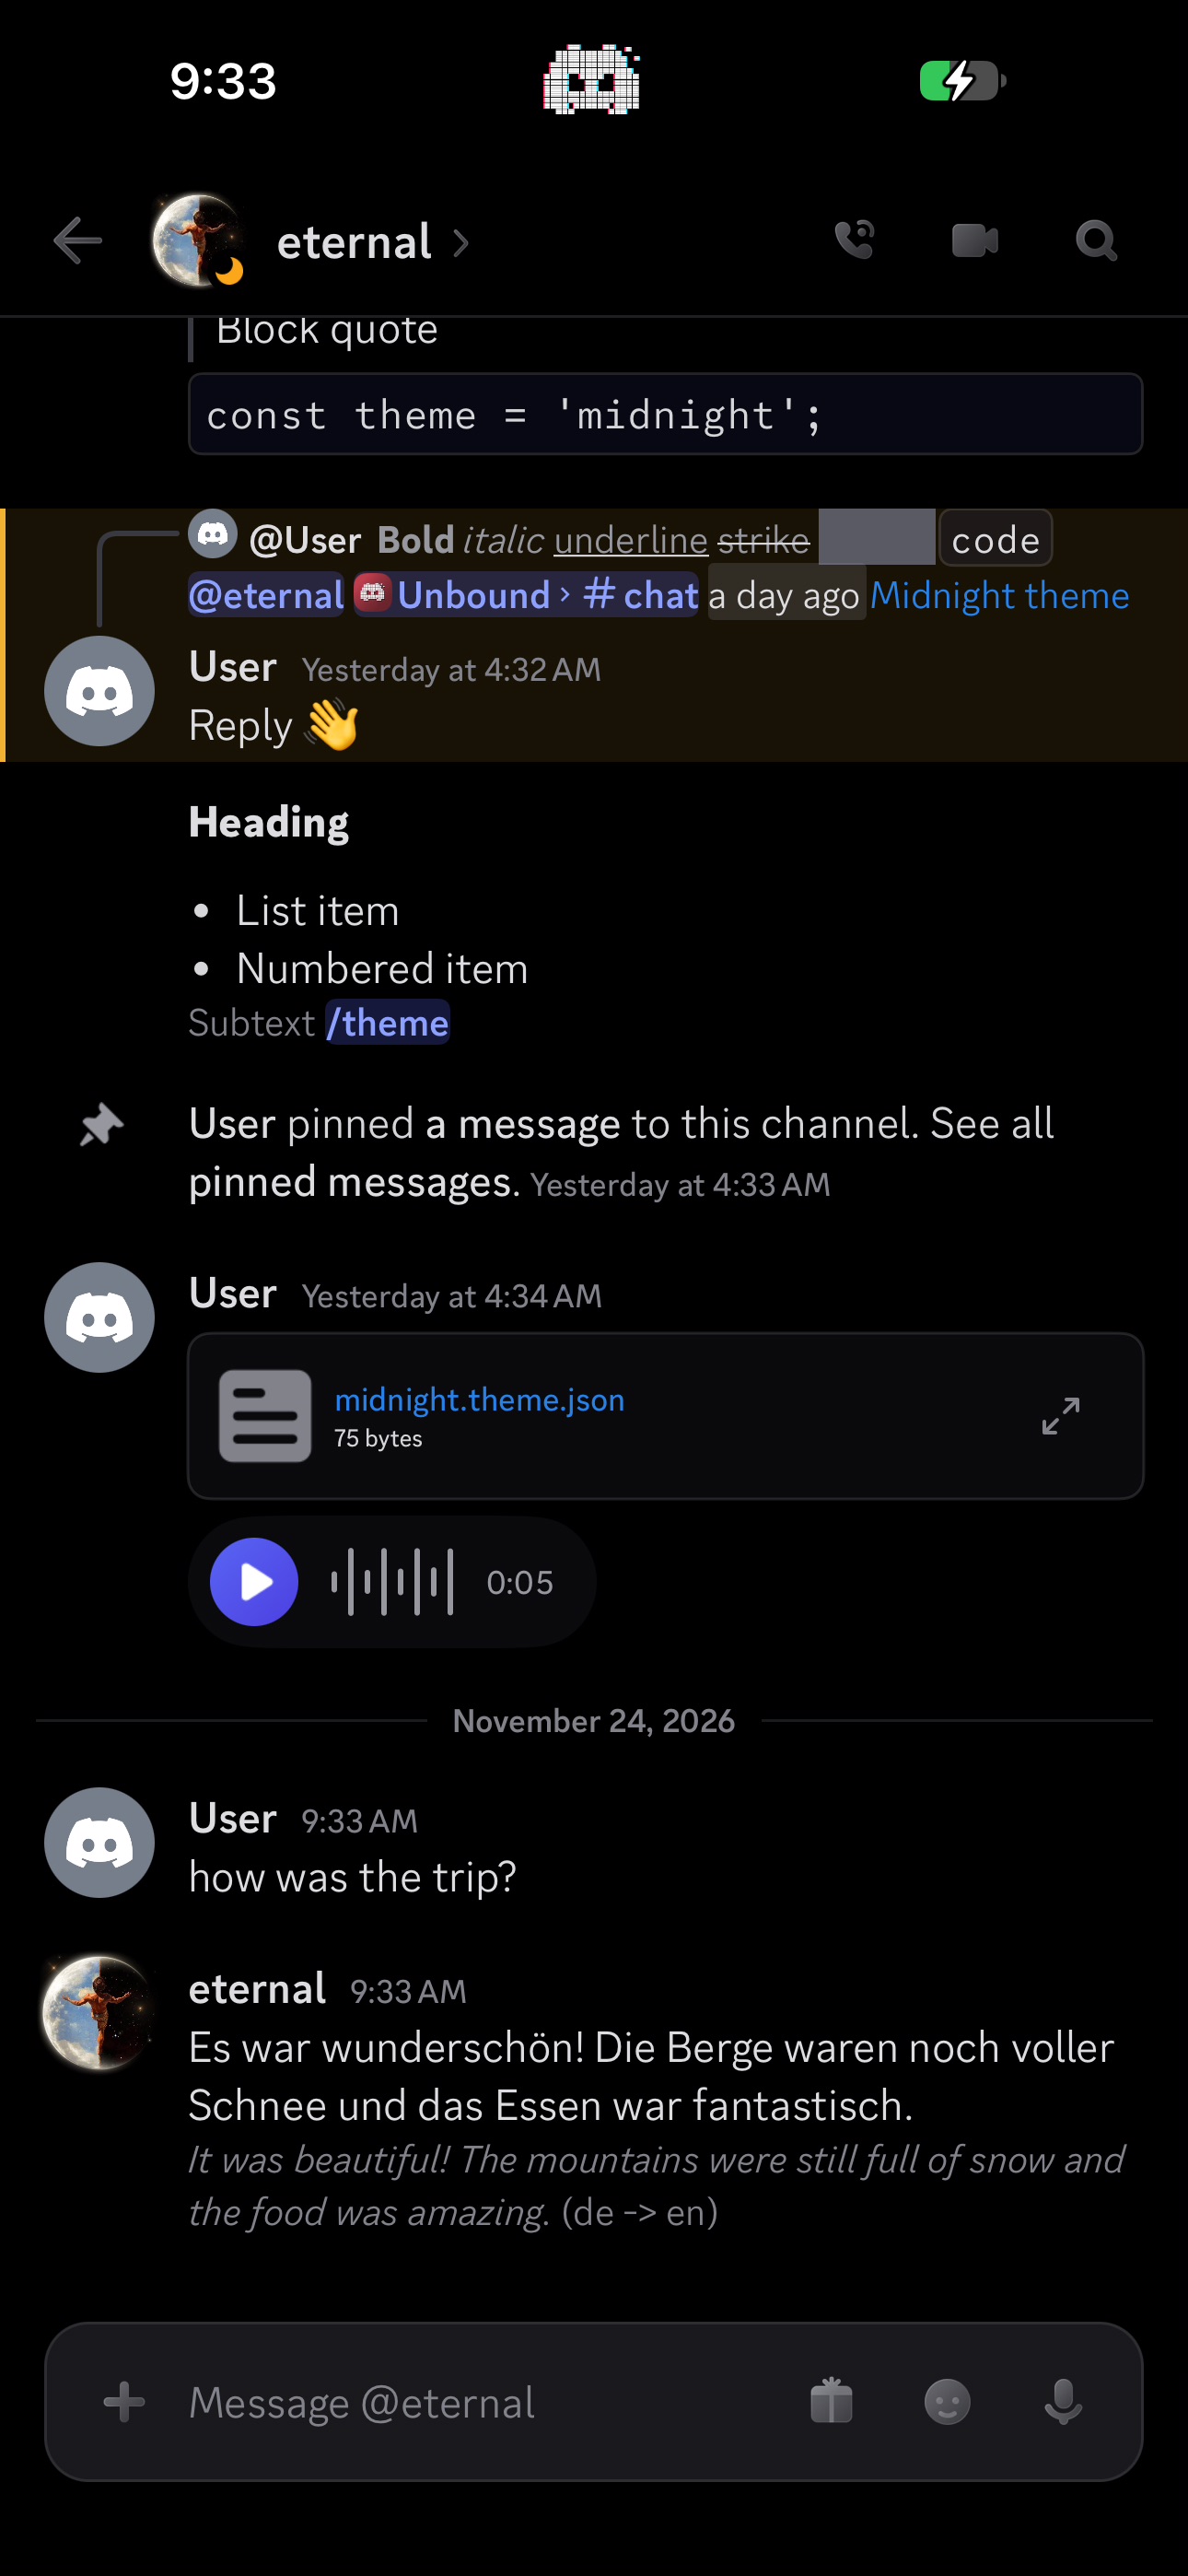 9:33
eternal
Block quote
const theme = 'midnight';
@User Bold italic underline strike code
@eternal Unbound › # chat a day ago Midnight theme
User Yesterday at 4:32 AM
Reply 👋
Heading
• List item
• Numbered item
Subtext /theme
User pinned a message to this channel. See all
pinned messages. Yesterday at 4:33 AM
User Yesterday at 4:34 AM
midnight.theme.json
75 bytes
0:05
November 24, 2026
User 9:33 AM
how was the trip?
eternal 9:33 AM
Es war wunderschön! Die Berge waren noch voller
Schnee und das Essen war fantastisch.
It was beautiful! The mountains were still full of snow and
the food was amazing. (de -> en)
Message @eternal